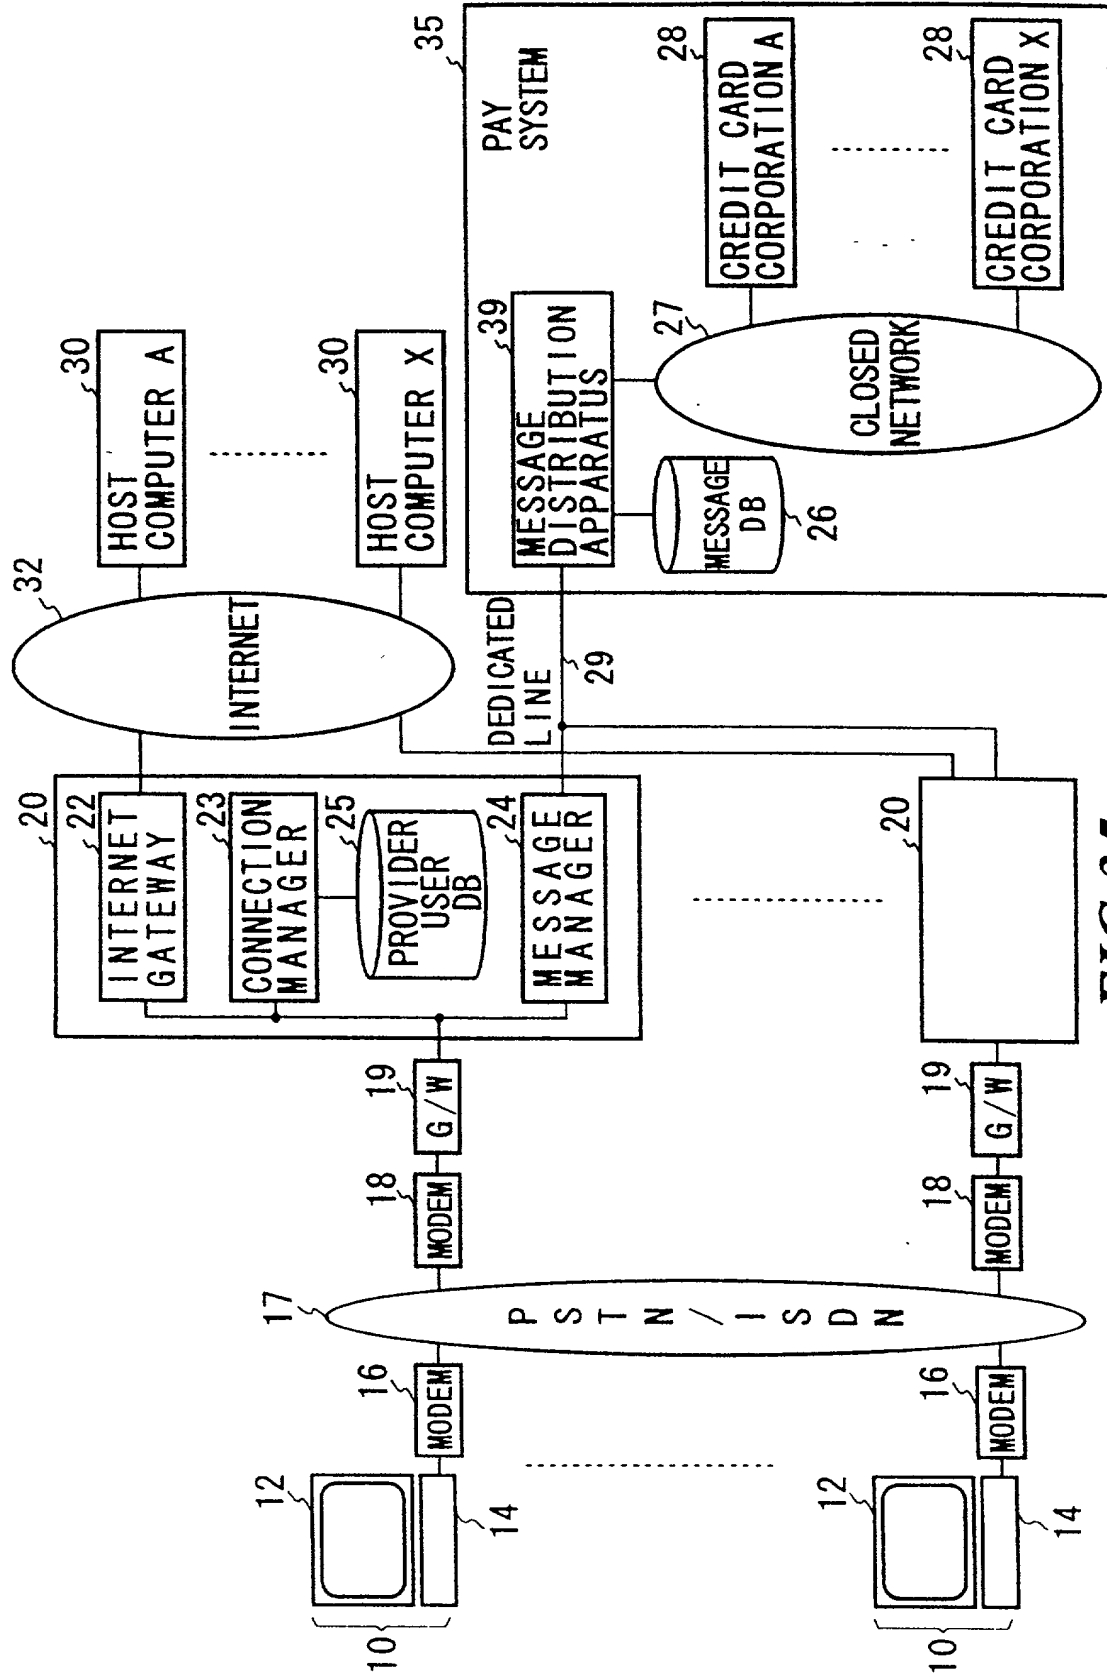 10
12
14
16
MODEM
17
PSTN/ISDN
18
MODEM
19
G/W
20
22
INTERNET
GATEWAY
23
CONNECTION
MANAGER
25
PROVIDER
USER
DB
24
MESSAGE
MANAGER
32
INTERNET
30
HOST
COMPUTER A
30
HOST
COMPUTER X
DEDICATED
LINE
29
35
PAY
SYSTEM
39
MESSAGE
DISTRIBUTION
APPARATUS
MESSAGE
DB
26
27
CLOSED
NETWORK
28
CREDIT CARD
CORPORATION A
28
CREDIT CARD
CORPORATION X
10
12
14
16
MODEM
18
MODEM
19
G/W
20